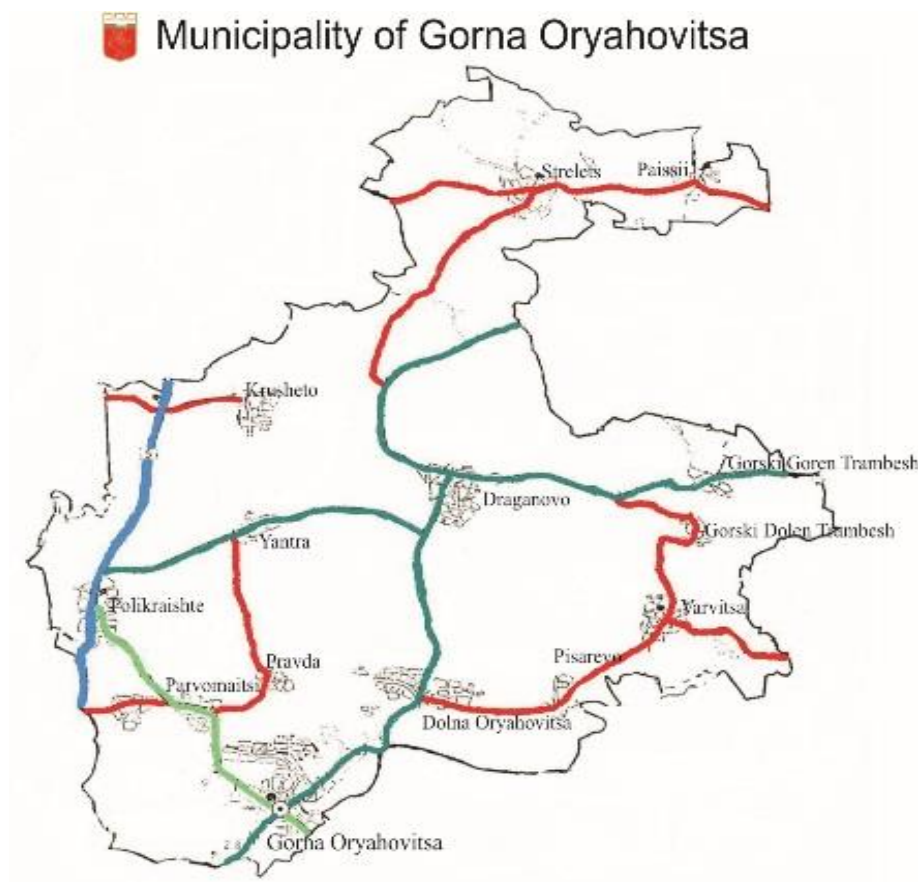 Municipality of Gorna Oryahovitsa
Strelets
Paissii
Krusheto
Gorski Goren Trambesh
Draganovo
Gorski Dolen Trambesh
Yantra
Polikraishte
Varvitsa
Pisarevo
Pravda
Parvomaitsi
Dolna Oryahovitsa
Gorna Oryahovitsa